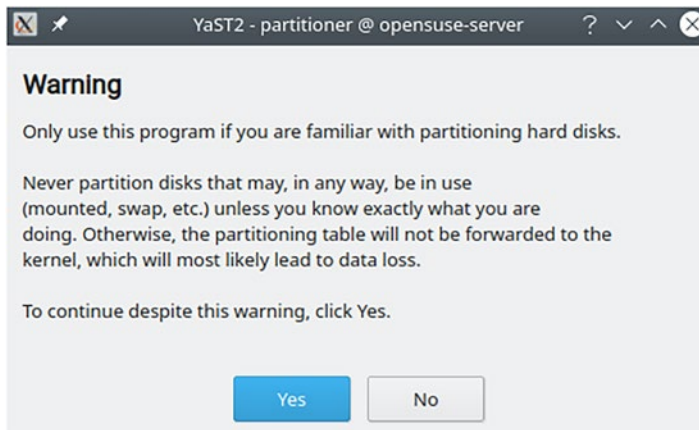 YaST2 - partitioner @ opensuse-server
Warning
Only use this program if you are familiar with partitioning hard disks.
Never partition disks that may, in any way, be in use
(mounted, swap, etc.) unless you know exactly what you are
doing. Otherwise, the partitioning table will not be forwarded to the
kernel, which will most likely lead to data loss.
To continue despite this warning, click Yes.
Yes
No